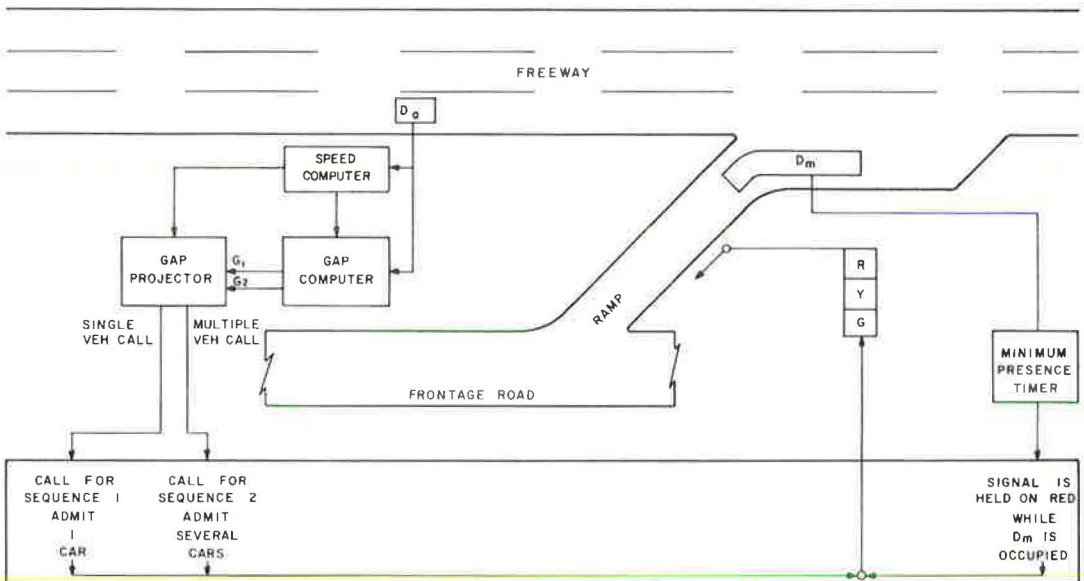 FREEWAY
Da
SPEED
COMPUTER
Dm
GAP
PROJECTOR
G1
G2
GAP
COMPUTER
R
Y
G
RAMP
SINGLE
VEH CALL
MULTIPLE
VEH CALL
FRONTAGE ROAD
MINIMUM
PRESENCE
TIMER
CALL FOR
SEQUENCE 1
ADMIT
1
CAR
CALL FOR
SEQUENCE 2
ADMIT
SEVERAL
CARS
SIGNAL IS
HELD ON RED
WHILE
Dm IS
OCCUPIED